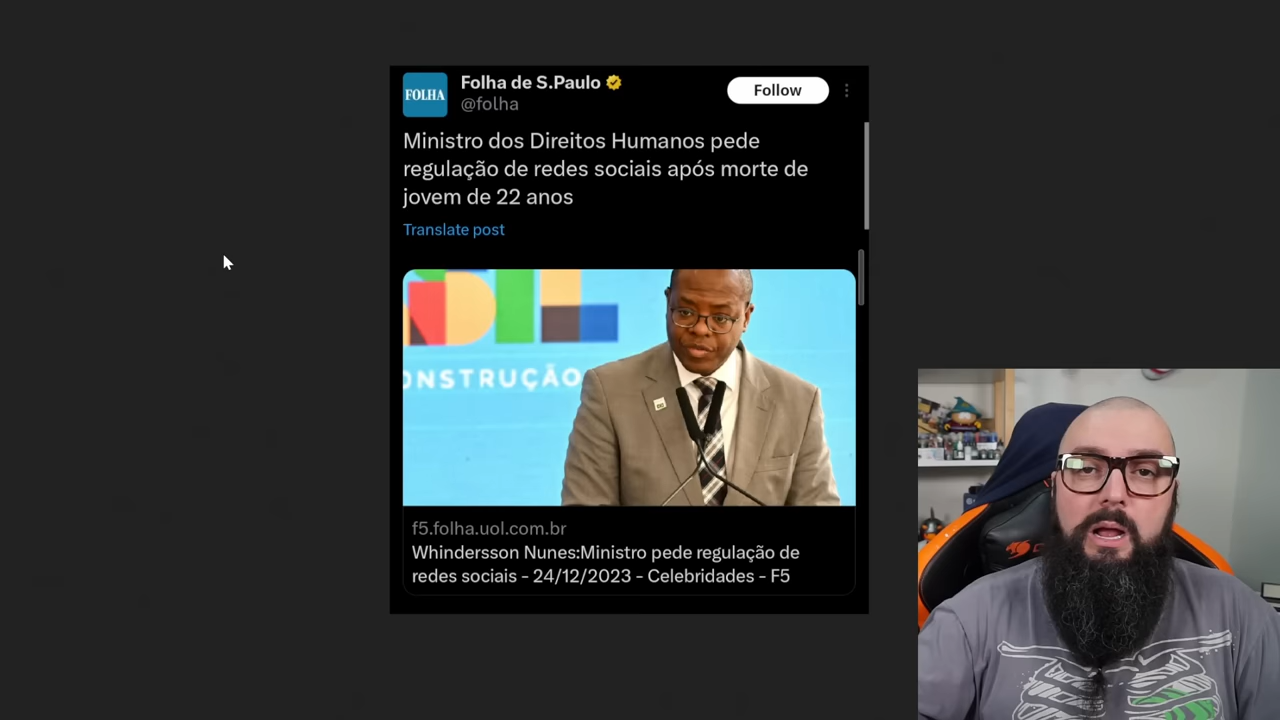 FOLHA
Folha de S.Paulo
@folha
Follow
Ministro dos Direitos Humanos pede
regulação de redes sociais após morte de
jovem de 22 anos
Translate post
ONSTRUÇÃO
f5.folha.uol.com.br
Whindersson Nunes:Ministro pede regulação de
redes sociais - 24/12/2023 - Celebridades - F5